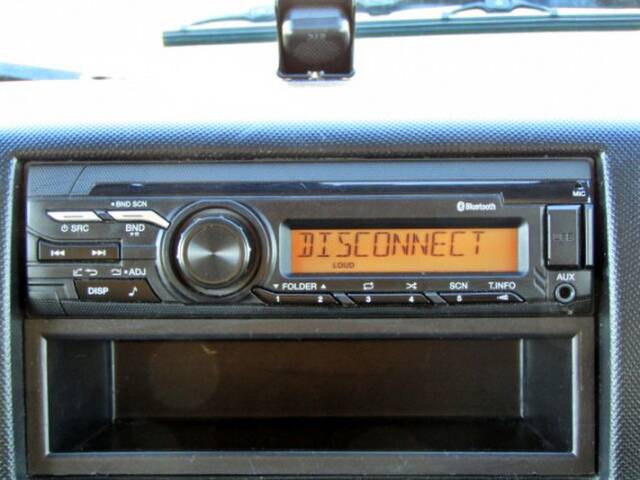 MIC
• BND SCN
Bluetooth
SRC
BND
DISCONNECT
LOUD
• ADJ
DISP
AUX
FOLDER
SCN
T.INFO
1 2 3 4 5